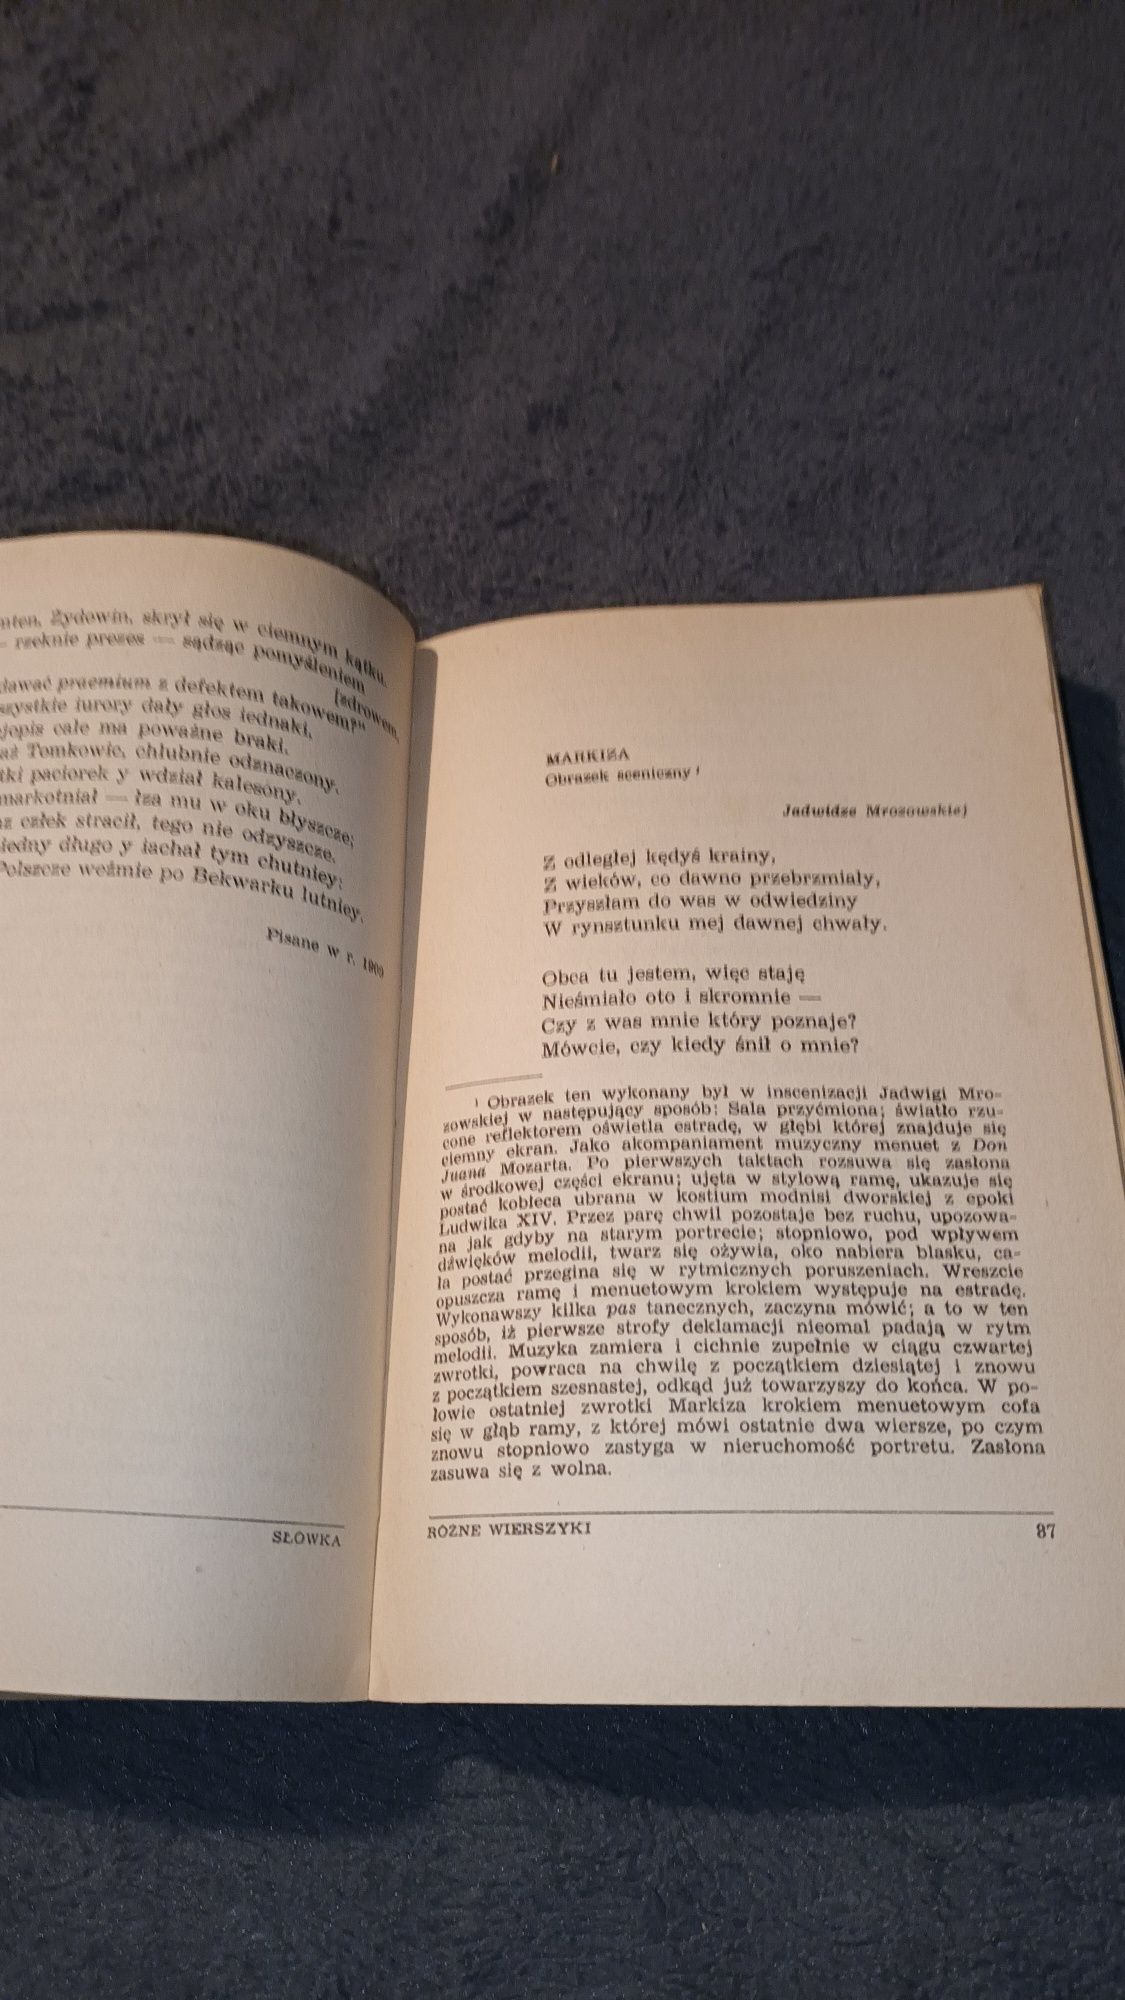 Żydowin, skrył się w ciemnym kątku.
— rzeknie prezes — sądząc pomyśleniem
[zdrowem,
dawać praemium z defektem takowem?"
iurory dały głos iednaki,
cale ma poważne braki.
Tomkowic, chlubnie odznaczony,
paciorek y wdział kalesony.
— łza mu w oku błyszcze;
człek stracił, tego nie odzyszcze.
długo y iachał tym chutniey:
Polszcze weźmie po Bekwarku lutniey.
Pisane w r. 1909
SŁÓWKA
MARKIZA
Obrazek sceniczny ¹
Jadwidze Mrozowskiej
Z odległej kędyś krainy,
Z wieków, co dawno przebrzmiały,
Przyszłam do was w odwiedziny
W rynsztunku mej dawnej chwały.
Obca tu jestem, więc staję
Nieśmiało oto i skromnie —
Czy z was mnie który poznaje?
Mówcie, czy kiedy śnił o mnie?
¹ Obrazek ten wykonany był w inscenizacji Jadwigi Mro-
zowskiej w następujący sposób: Sala przyćmiona; światło rzu-
cone reflektorem oświetla estradę, w głębi której znajduje się
ciemny ekran. Jako akompaniament muzyczny menuet z Don
Juana Mozarta. Po pierwszych taktach rozsuwa się zasłona
w środkowej części ekranu; ujęta w stylową ramę, ukazuje się
postać kobieca ubrana w kostium modnisi dworskiej z epoki
Ludwika XIV. Przez parę chwil pozostaje bez ruchu, upozowa-
na jak gdyby na starym portrecie; stopniowo, pod wpływem
dźwięków melodii, twarz się ożywia, oko nabiera blasku, ca-
ła postać przegina się w rytmicznych poruszeniach. Wreszcie
opuszcza ramę i menuetowym krokiem występuje na estradę.
Wykonawszy kilka pas tanecznych, zaczyna mówić; a to w ten
sposób, iż pierwsze strofy deklamacji nieomal padają w rytm
melodii. Muzyka zamiera i cichnie zupełnie w ciągu czwartej
zwrotki, powraca na chwilę z początkiem dziesiątej i znowu
z początkiem szesnastej, odkąd już towarzyszy do końca. W po-
łowie ostatniej zwrotki Markiza krokiem menuetowym cofa
się w głąb ramy, z której mówi ostatnie dwa wiersze, po czym
znowu stopniowo zastyga w nieruchomość portretu. Zasłona
zasuwa się z wolna.
RÓŻNE WIERSZYKI
87